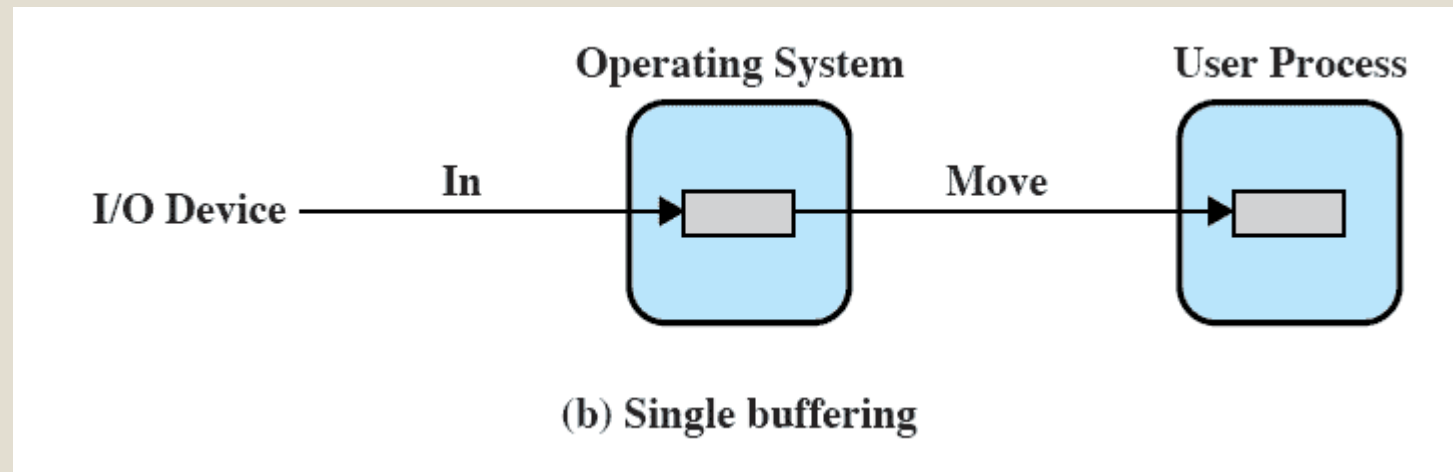 Operating System
User Process
In
Move
I/O Device
(b) Single buffering